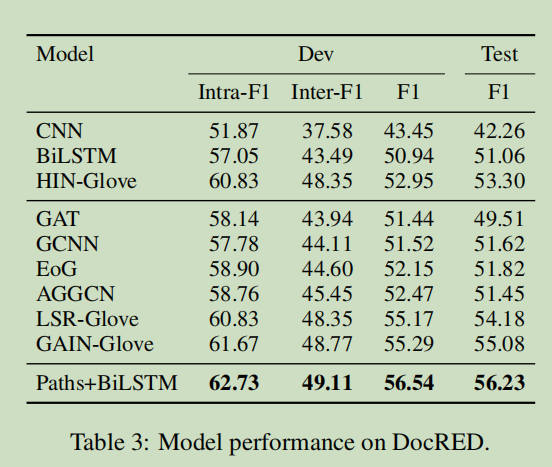 Model Dev Test
Intra-F1 Inter-F1 F1 F1
CNN 51.87 37.58 43.45 42.26
BiLSTM 57.05 43.49 50.94 51.06
HIN-Glove 60.83 48.35 52.95 53.30
GAT 58.14 43.94 51.44 49.51
GCNN 57.78 44.11 51.52 51.62
EoG 58.90 44.60 52.15 51.82
AGGCN 58.76 45.45 52.47 51.45
LSR-Glove 60.83 48.35 55.17 54.18
GAIN-Glove 61.67 48.77 55.29 55.08
Paths+BiLSTM 62.73 49.11 56.54 56.23
Table 3: Model performance on DocRED.